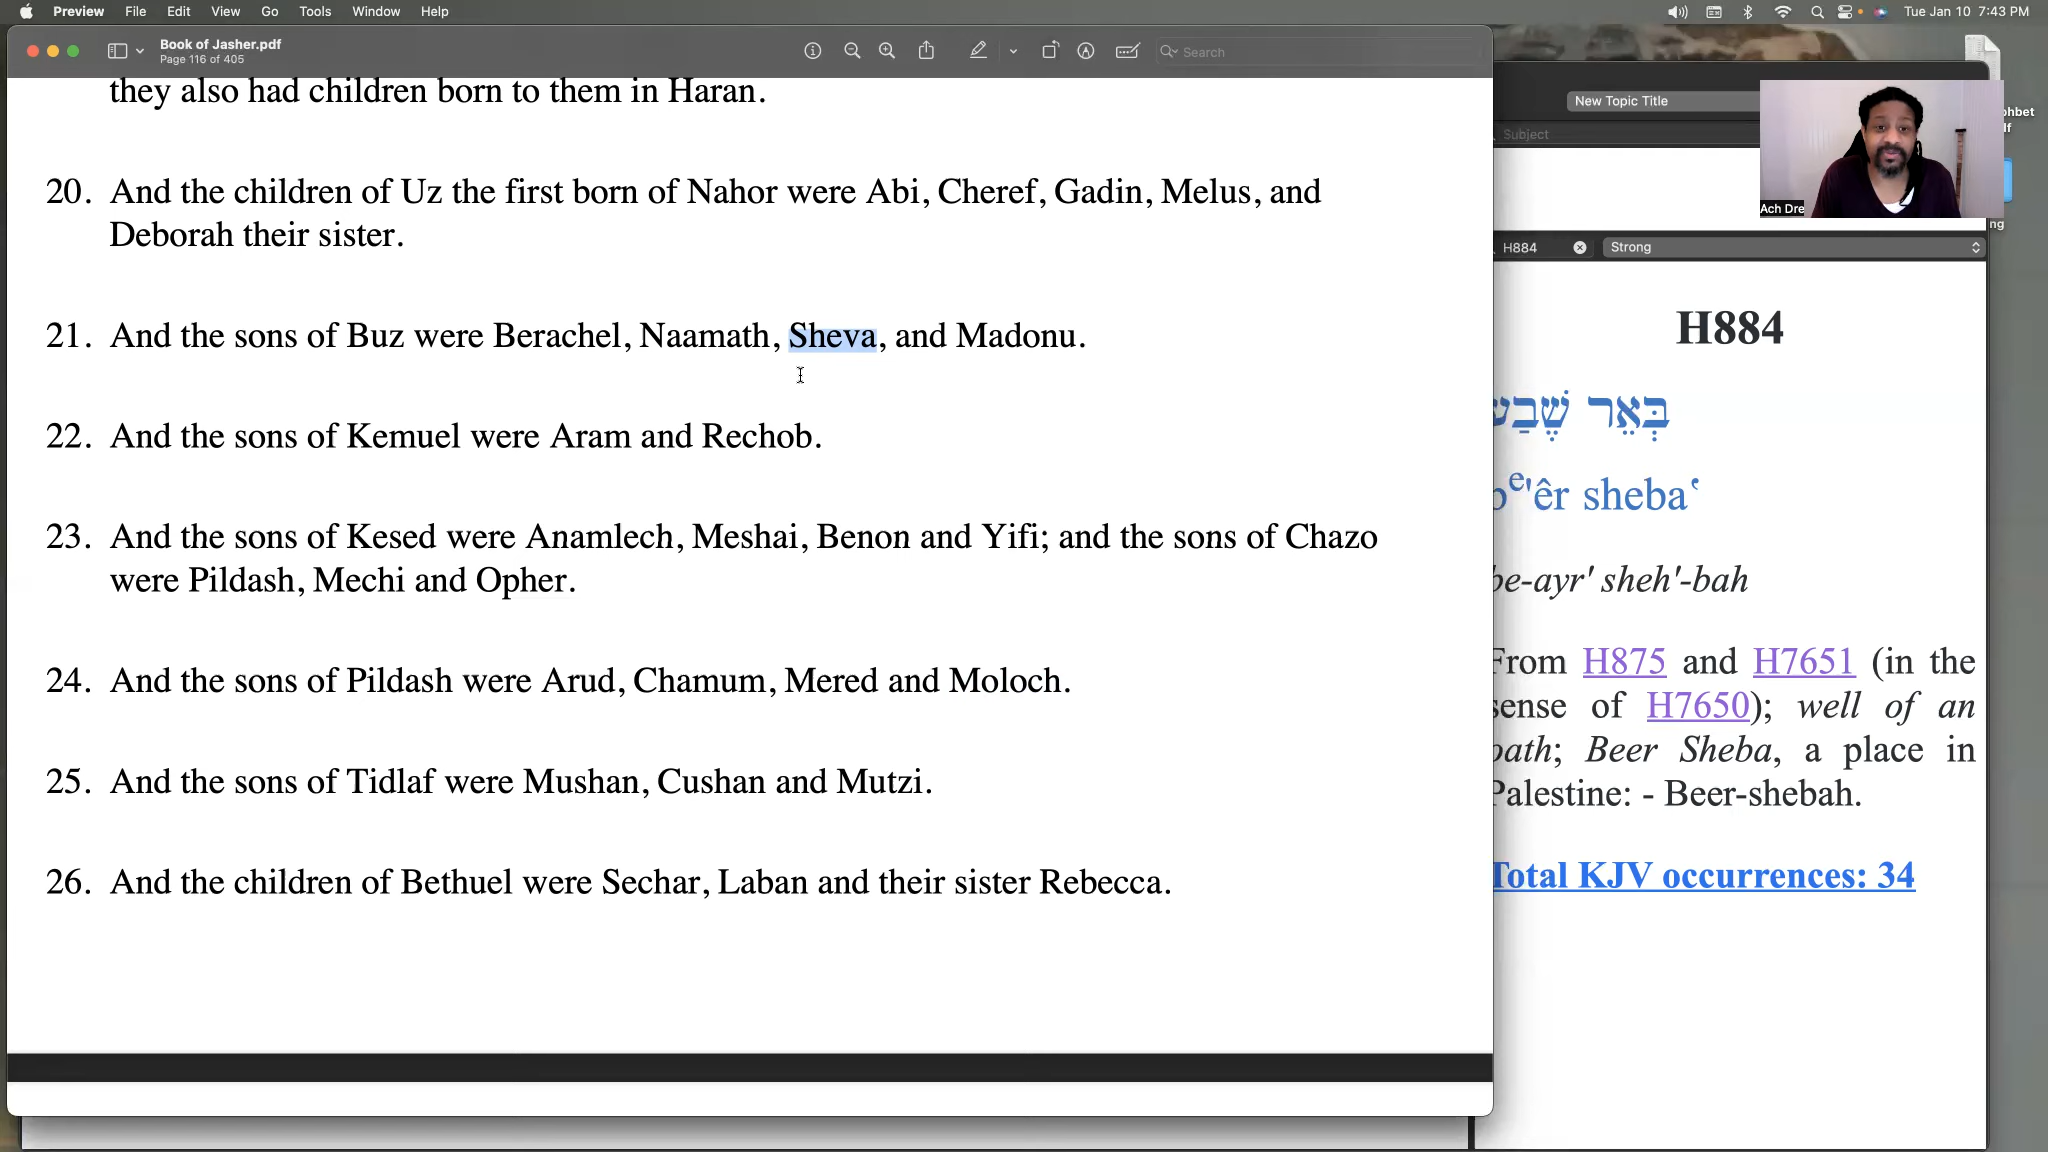 Preview File Edit View Go Tools Window Help
Tue Jan 10 7:43 PM
Book of Jasher.pdf
Page 116 of 405
Search
they also had children born to them in Haran.
20. And the children of Uz the first born of Nahor were Abi, Cheref, Gadin, Melus, and
Deborah their sister.
21. And the sons of Buz were Berachel, Naamath, Sheva, and Madonu.
22. And the sons of Kemuel were Aram and Rechob.
23. And the sons of Kesed were Anamlech, Meshai, Benon and Yifi; and the sons of Chazo
were Pildash, Mechi and Opher.
24. And the sons of Pildash were Arud, Chamum, Mered and Moloch.
25. And the sons of Tidlaf were Mushan, Cushan and Mutzi.
26. And the children of Bethuel were Sechar, Laban and their sister Rebecca.
New Topic Title
Subject
Ach Dre
H884
Strong
H884
בְּאֵר שֶׁבַע
'êr sheba‛
be-ayr' sheh'-bah
From H875 and H7651 (in the
sense of H7650); well of an
oath; Beer Sheba, a place in
Palestine: - Beer-shebah.
Total KJV occurrences: 34